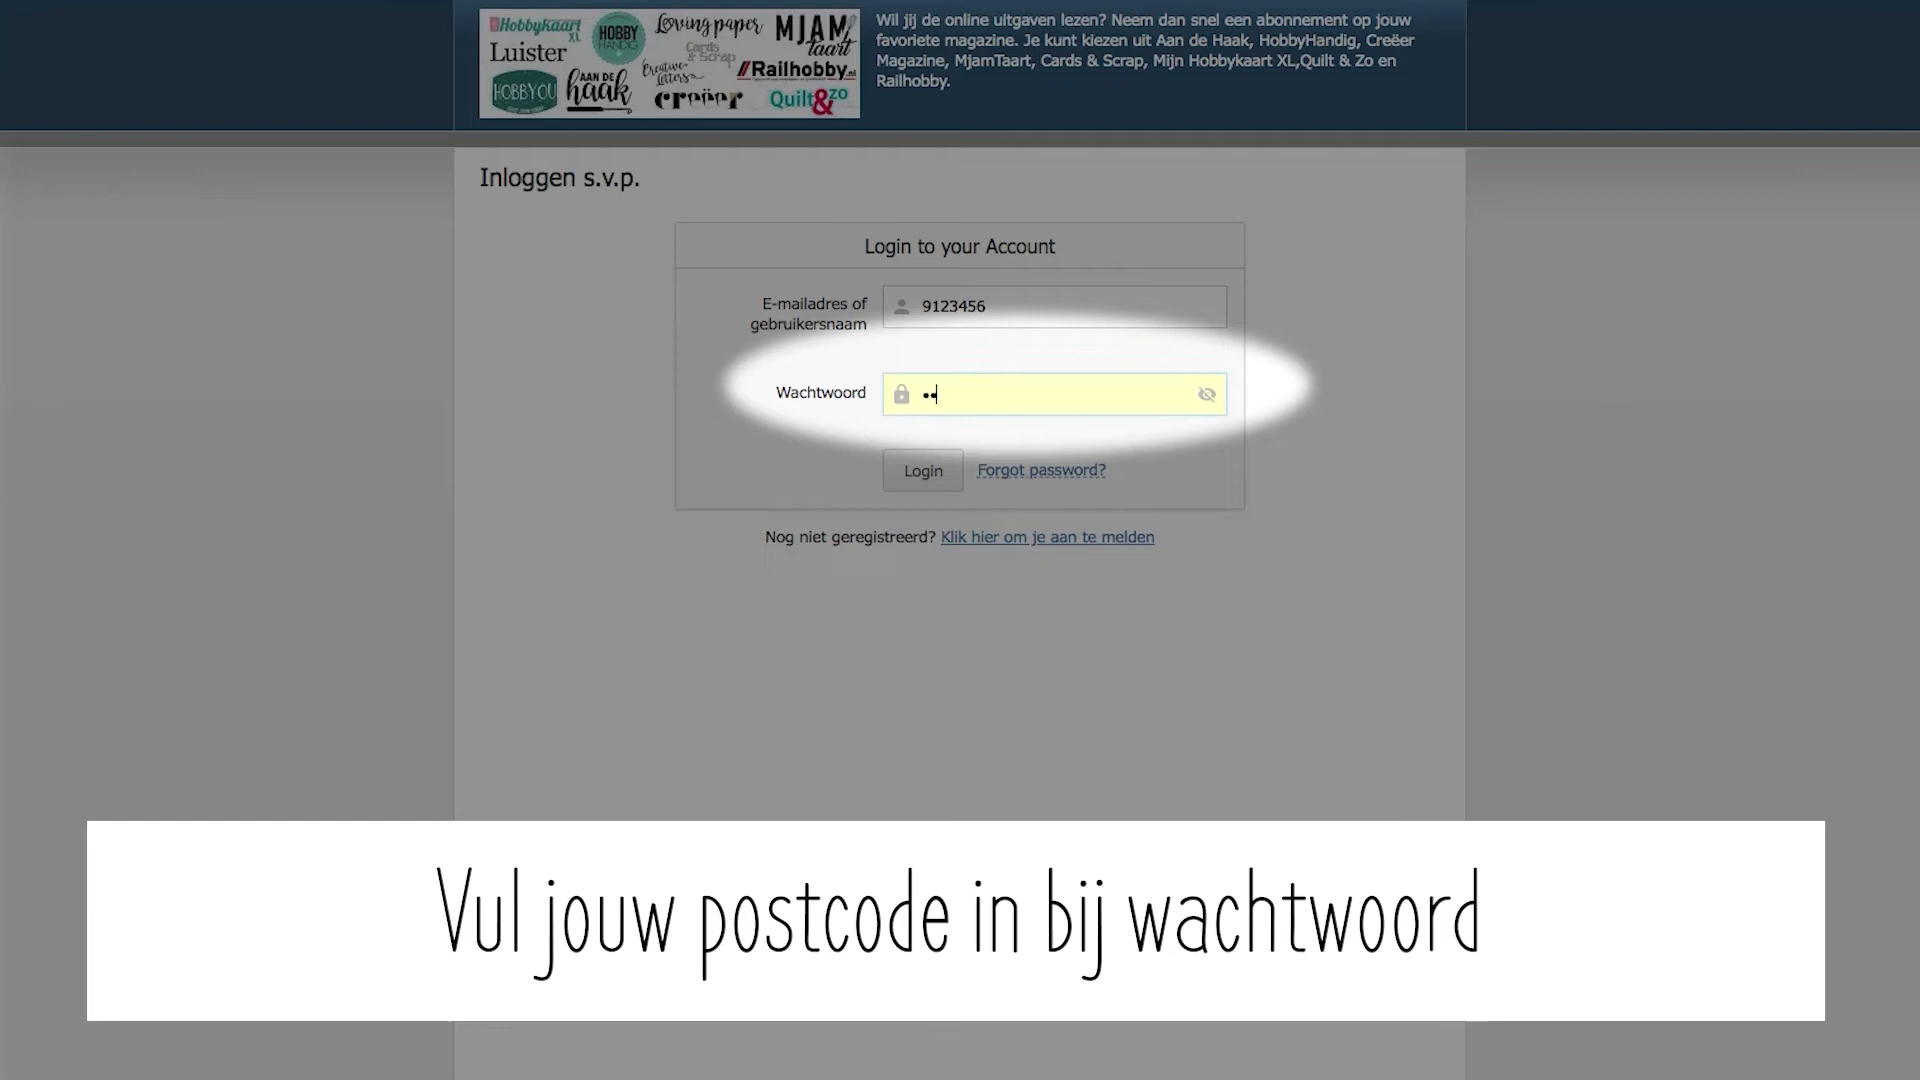 Hobbykaart XL
Luister
HOBBY HANDIG
Loving paper
Cards & Scrap
MJAM taart
HOBBYOU
AAN DE haak
Creative Letters
Railhobby.nl
creëer
Quilt & zo
Wil jij de online uitgaven lezen? Neem dan snel een abonnement op jouw
favoriete magazine. Je kunt kiezen uit Aan de Haak, HobbyHandig, Creëer
Magazine, MjamTaart, Cards & Scrap, Mijn Hobbykaart XL,Quilt & Zo en
Railhobby.
Inloggen s.v.p.
Login to your Account
E-mailadres of
gebruikersnaam
9123456
Wachtwoord
Login
Forgot password?
Nog niet geregistreerd? Klik hier om je aan te melden
Vul jouw postcode in bij wachtwoord